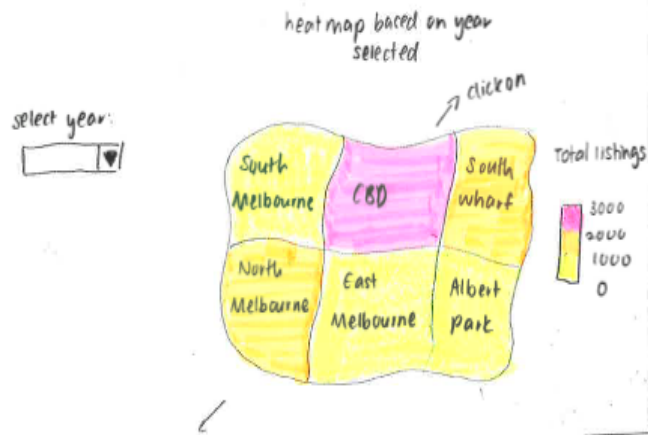 heatmap based on year
selected
click on
select year:
South
Melbourne
CBD
South
wharf
North
Melbourne
East
Melbourne
Albert
park
Total listings
3000
2000
1000
0